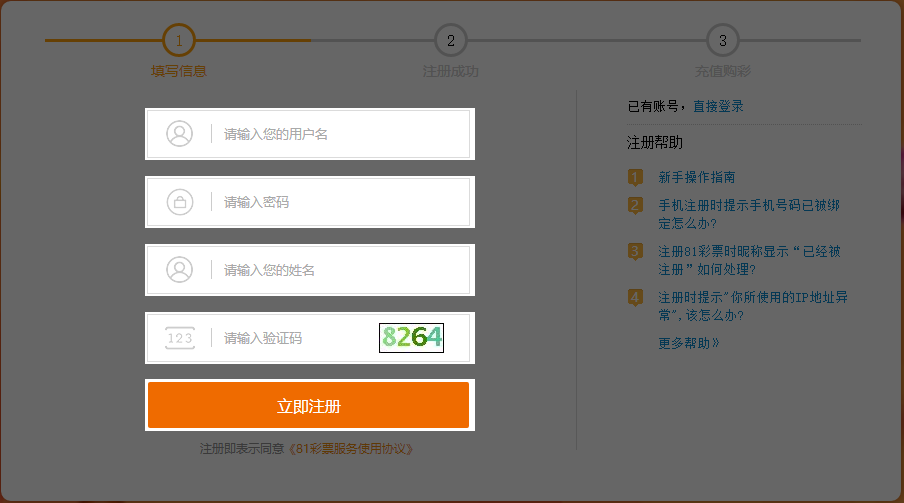 1
2
3
填写信息
注册成功
充值购彩
请输入您的用户名
请输入密码
请输入您的姓名
123
请输入验证码
8264
立即注册
注册即表示同意《81彩票服务使用协议》
已有账号，直接登录
注册帮助
1 新手操作指南
2 手机注册时提示手机号码已被绑
定怎么办?
3 注册81彩票时昵称显示“已经被
注册”如何处理?
4 注册时提示"你所使用的IP地址异
常",该怎么办?
更多帮助》